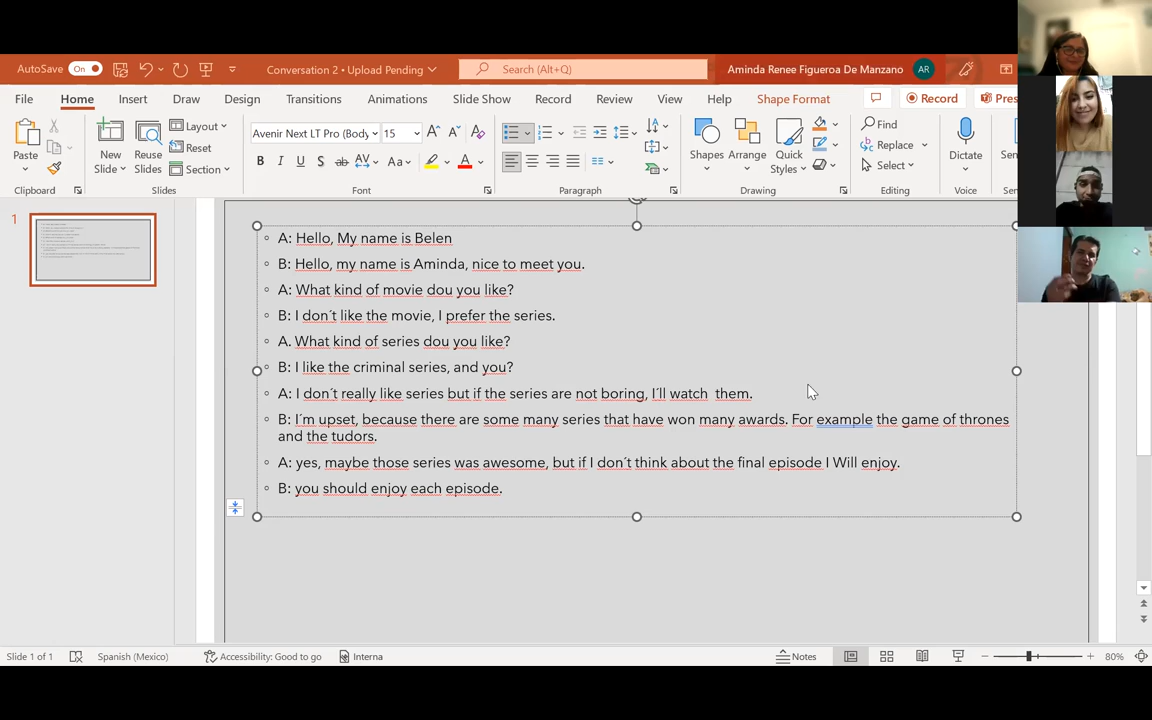 AutoSave On Conversation 2 • Upload Pending Search (Alt+Q) Aminda Renee Figueroa De Manzano AR
File Home Insert Draw Design Transitions Animations Slide Show Record Review View Help Shape Format Record
Paste New Slide Reuse Slides Layout Reset Section Avenir Next LT Pro (Body 15 Shapes Arrange Quick Styles Find Replace Select Dictate
Clipboard Slides Font Paragraph Drawing Editing Voice
1
A: Hello, My name is Belen
B: Hello, my name is Aminda, nice to meet you.
A: What kind of movie dou you like?
B: I don´t like the movie, I prefer the series.
A. What kind of series dou you like?
B: I like the criminal series, and you?
A: I don´t really like series but if the series are not boring, I´ll watch them.
B: I´m upset, because there are some many series that have won many awards. For example the game of thrones
and the tudors.
A: yes, maybe those series was awesome, but if I don´t think about the final episode I Will enjoy.
B: you should enjoy each episode.
Slide 1 of 1 Spanish (Mexico) Accessibility: Good to go Interna Notes 80%